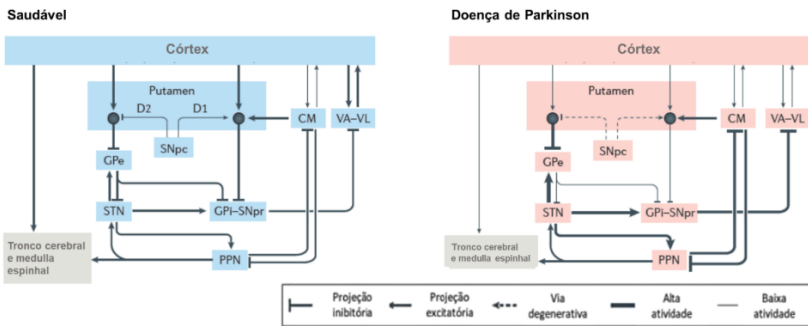 Saudável
Córtex
Putamen
D2
D1
CM
VA–VL
SNpc
GPe
STN
GPi–SNpr
Tronco cerebral
e medulla
espinhal
PPN
Doença de Parkinson
Córtex
Putamen
CM
VA–VL
SNpc
GPe
STN
GPi–SNpr
Tronco cerebral
e medulla
espinhal
PPN
Projeção
inibitória
Projeção
excitatória
Via
degenerativa
Alta
atividade
Baixa
atividade